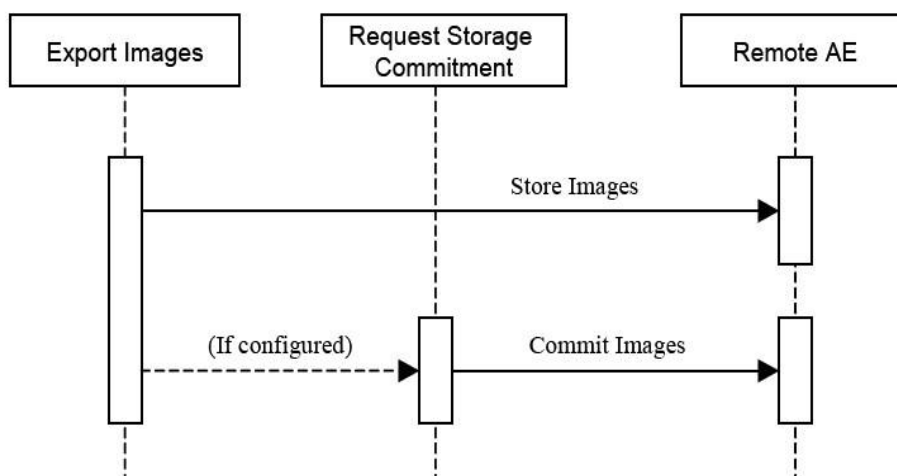 Export Images
Request Storage
Commitment
Remote AE
Store Images
(If configured)
Commit Images